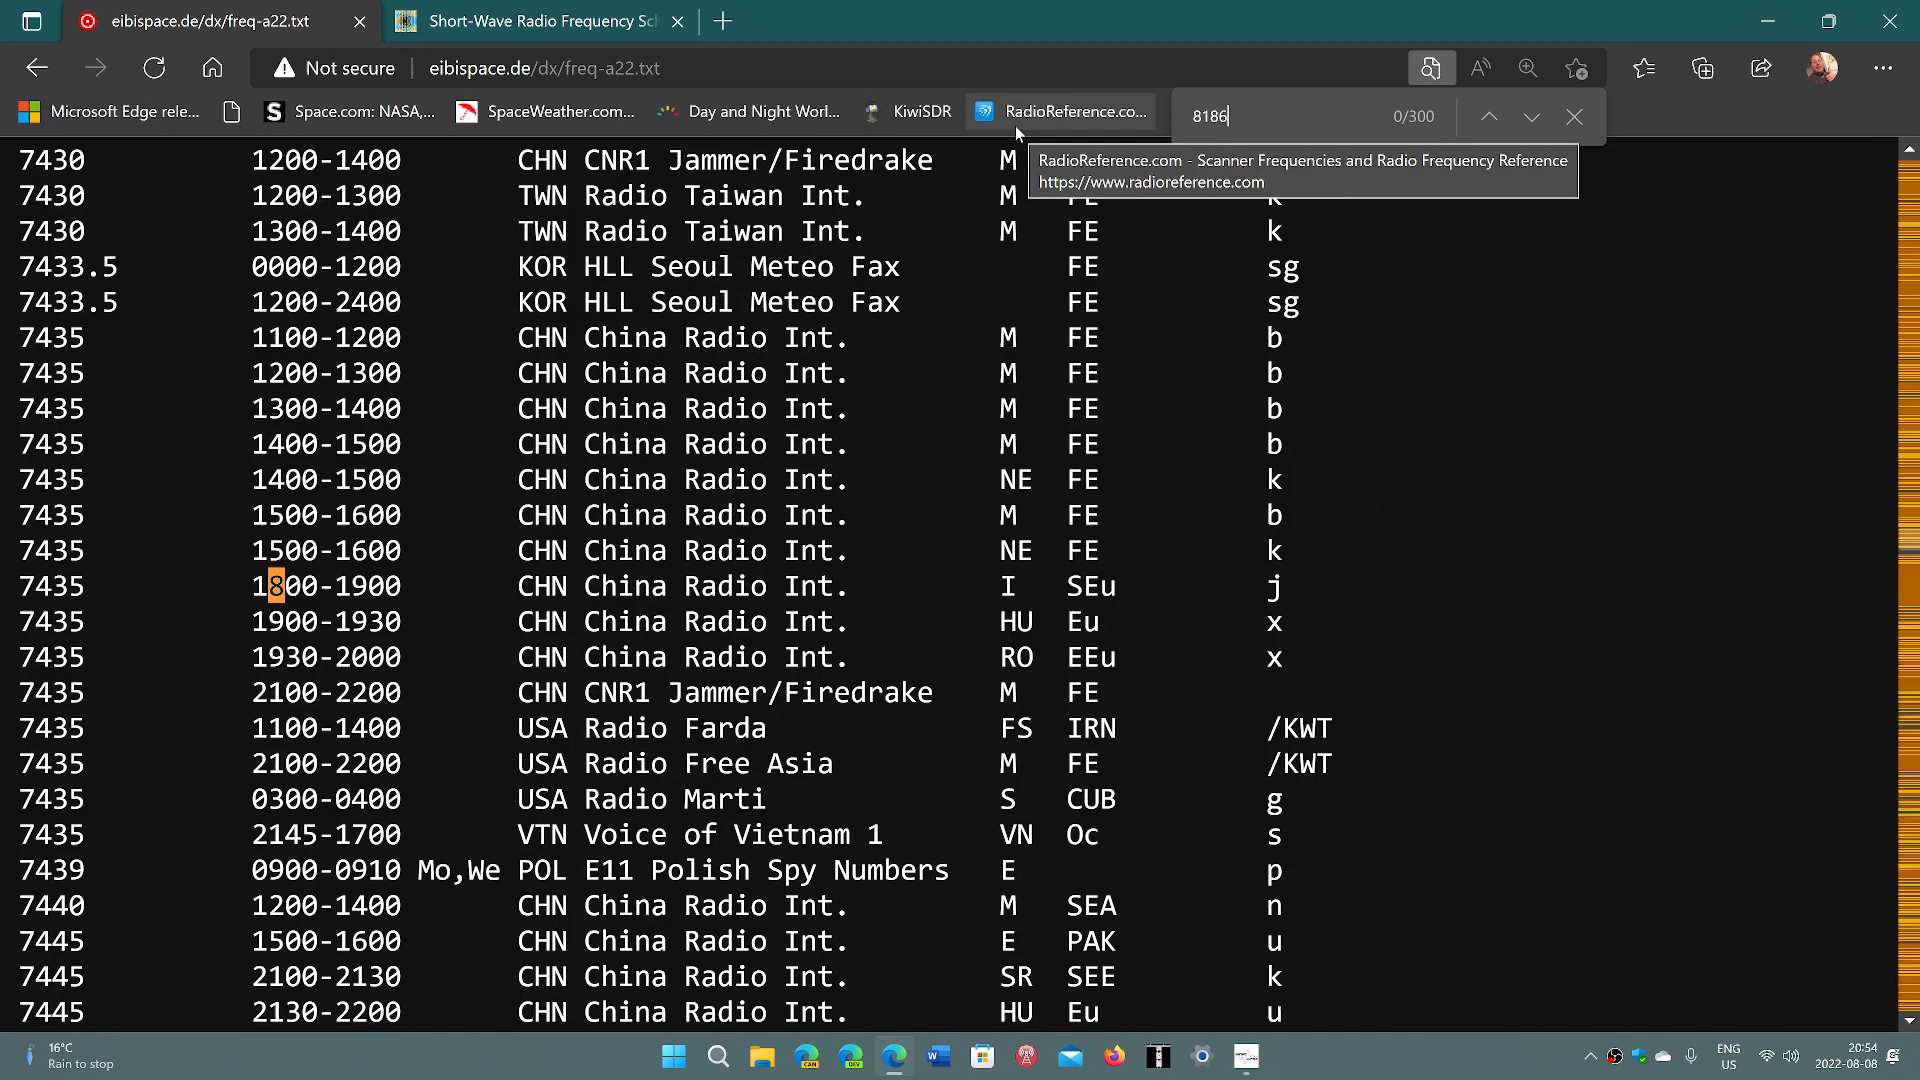 eibispace.de/dx/freq-a22.txt
Short-Wave Radio Frequency Sc
Not secure
eibispace.de/dx/freq-a22.txt
Microsoft Edge rele...
Space.com: NASA,...
SpaceWeather.com...
Day and Night Worl...
KiwiSDR
RadioReference.co...
8186
0/300
RadioReference.com - Scanner Frequencies and Radio Frequency Reference
https://www.radioreference.com
7430 1200-1400 CHN CNR1 Jammer/Firedrake M
7430 1200-1300 TWN Radio Taiwan Int. M FE k
7430 1300-1400 TWN Radio Taiwan Int. M FE k
7433.5 0000-1200 KOR HLL Seoul Meteo Fax FE sg
7433.5 1200-2400 KOR HLL Seoul Meteo Fax FE sg
7435 1100-1200 CHN China Radio Int. M FE b
7435 1200-1300 CHN China Radio Int. M FE b
7435 1300-1400 CHN China Radio Int. M FE b
7435 1400-1500 CHN China Radio Int. M FE b
7435 1400-1500 CHN China Radio Int. NE FE k
7435 1500-1600 CHN China Radio Int. M FE b
7435 1500-1600 CHN China Radio Int. NE FE k
7435 1800-1900 CHN China Radio Int. I SEu j
7435 1900-1930 CHN China Radio Int. HU Eu x
7435 1930-2000 CHN China Radio Int. RO EEu x
7435 2100-2200 CHN CNR1 Jammer/Firedrake M FE
7435 1100-1400 USA Radio Farda FS IRN /KWT
7435 2100-2200 USA Radio Free Asia M FE /KWT
7435 0300-0400 USA Radio Marti S CUB g
7435 2145-1700 VTN Voice of Vietnam 1 VN Oc s
7439 0900-0910 Mo,We POL E11 Polish Spy Numbers E p
7440 1200-1400 CHN China Radio Int. M SEA n
7445 1500-1600 CHN China Radio Int. E PAK u
7445 2100-2130 CHN China Radio Int. SR SEE k
7445 2130-2200 CHN China Radio Int. HU Eu u
16°C
Rain to stop
CAN
DEV
ENG
US
20:54
2022-08-08